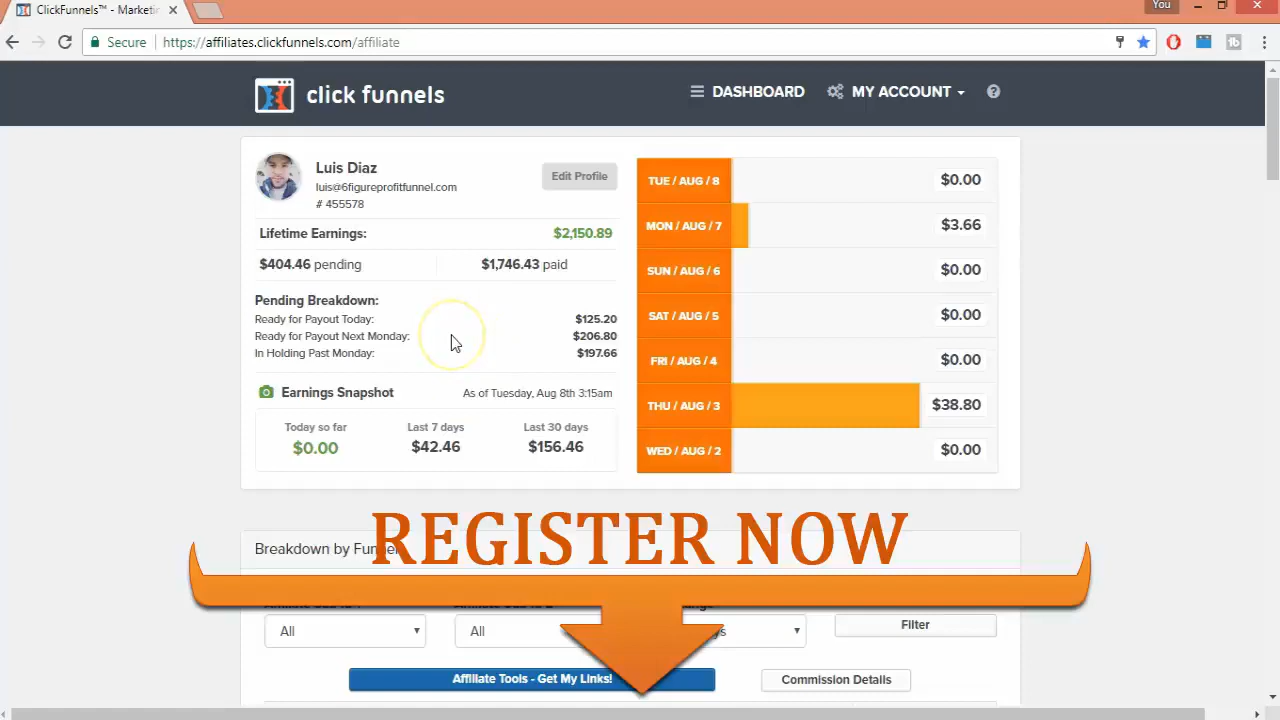 ClickFunnels™ - Marketin
You
Secure
https://affiliates.clickfunnels.com/affiliate
click funnels
DASHBOARD
MY ACCOUNT
Luis Diaz
Edit Profile
luis@6figureprofitfunnel.com
# 455578
Lifetime Earnings: $2,150.89
$404.46 pending $1,746.43 paid
Pending Breakdown:
Ready for Payout Today: $125.20
Ready for Payout Next Monday: $206.80
In Holding Past Monday: $197.66
Earnings Snapshot As of Tuesday, Aug 8th 3:15am
Today so far Last 7 days Last 30 days
$0.00 $42.46 $156.46
TUE / AUG / 8 $0.00
MON / AUG / 7 $3.66
SUN / AUG / 6 $0.00
SAT / AUG / 5 $0.00
FRI / AUG / 4 $0.00
THU / AUG / 3 $38.80
WED / AUG / 2 $0.00
REGISTER NOW
Breakdown by Funnel
All All Filter
Affiliate Tools - Get My Links! Commission Details